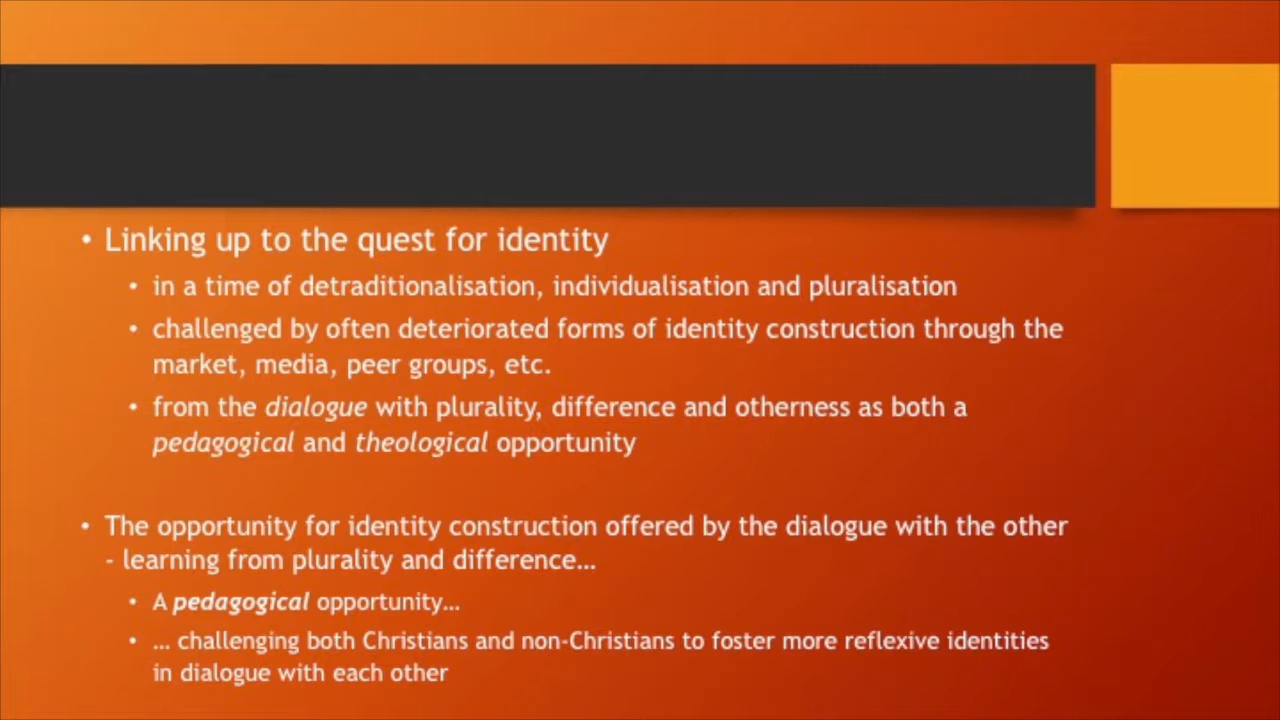 • Linking up to the quest for identity
• in a time of detraditionalisation, individualisation and pluralisation
• challenged by often deteriorated forms of identity construction through the
market, media, peer groups, etc.
• from the dialogue with plurality, difference and otherness as both a
pedagogical and theological opportunity
• The opportunity for identity construction offered by the dialogue with the other
- learning from plurality and difference…
• A pedagogical opportunity…
• … challenging both Christians and non-Christians to foster more reflexive identities
in dialogue with each other